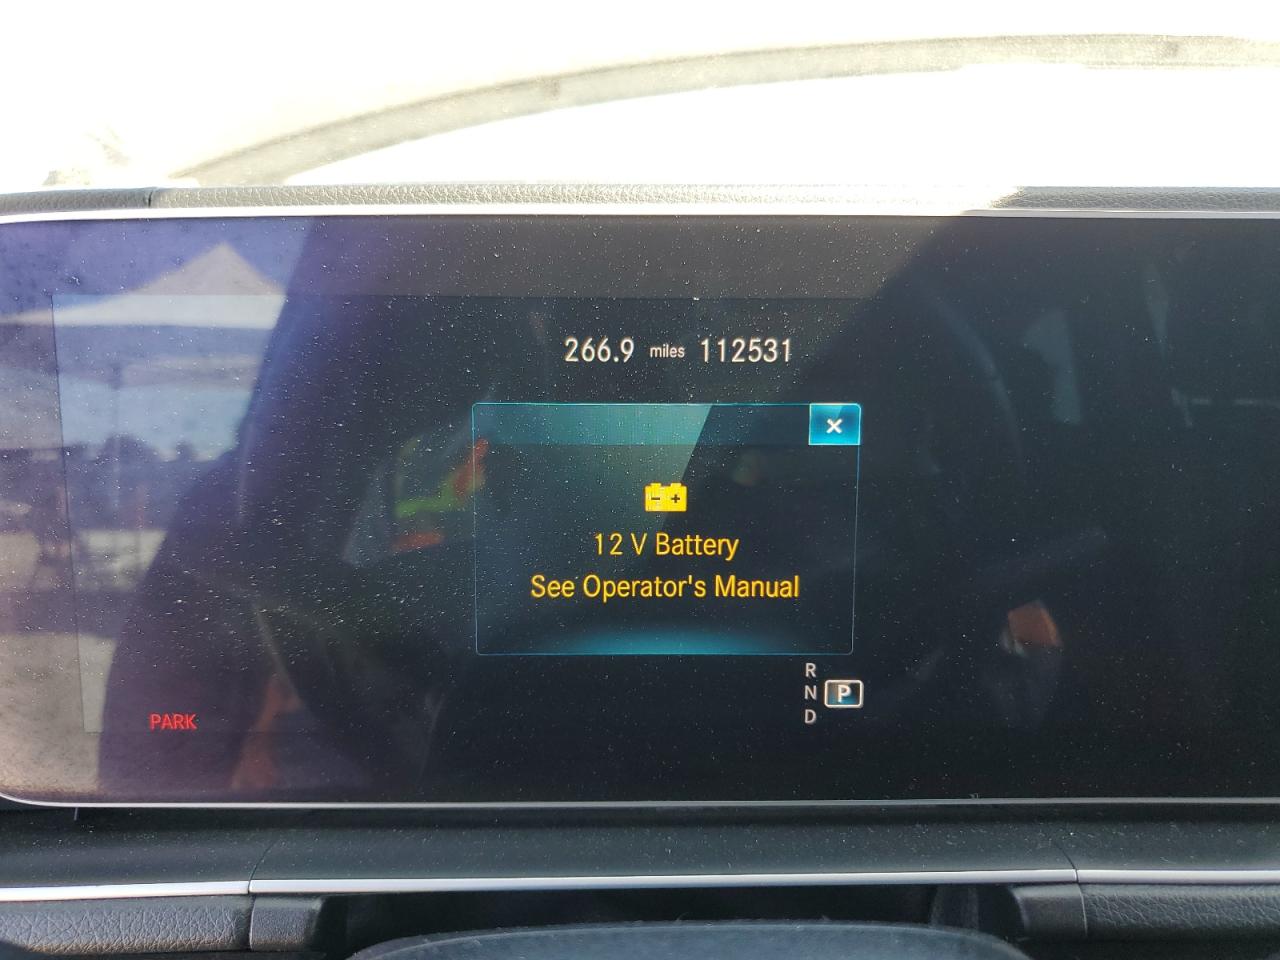 266.9 miles 112531
×
- +
12 V Battery
See Operator's Manual
R
N P
D
PARK